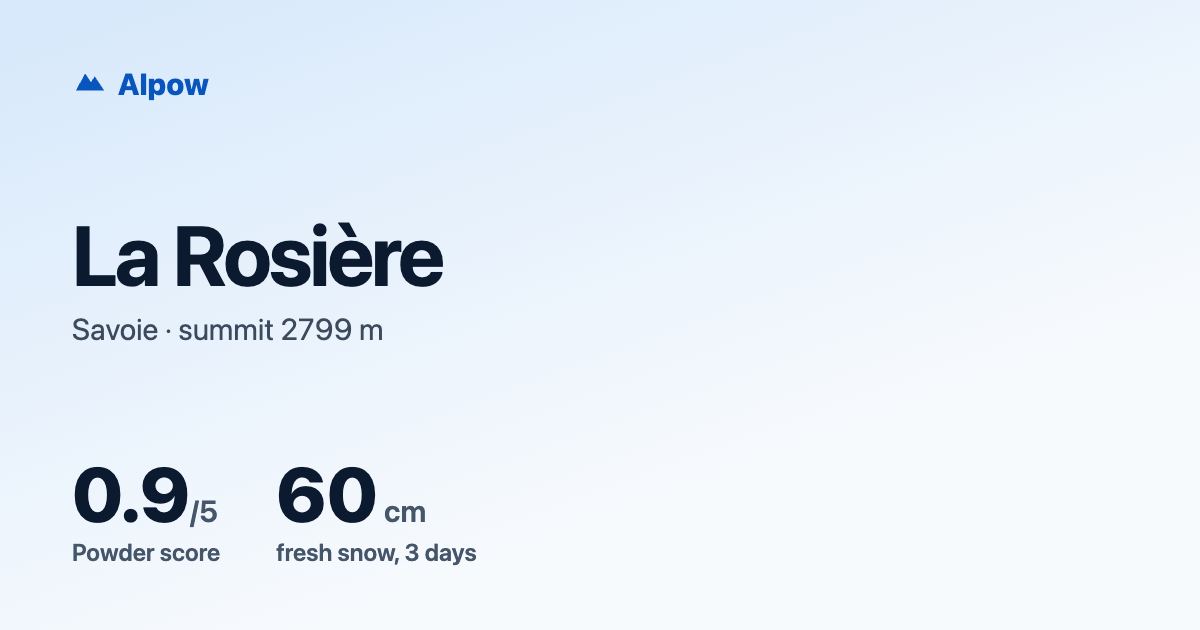 Alpow
La Rosière
Savoie · summit 2799 m
0.9/5 60 cm
Powder score fresh snow, 3 days